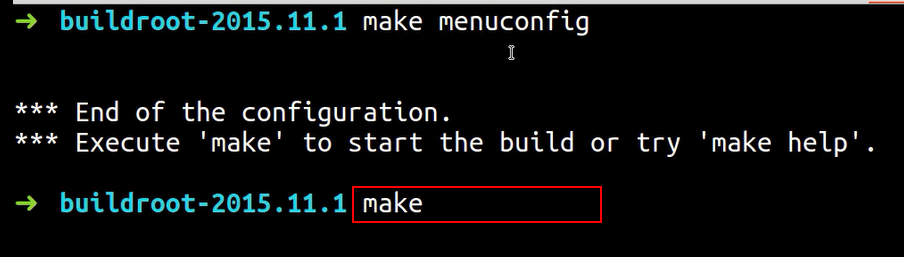 ➜ buildroot-2015.11.1 make menuconfig
*** End of the configuration.
*** Execute 'make' to start the build or try 'make help'.
➜ buildroot-2015.11.1 make